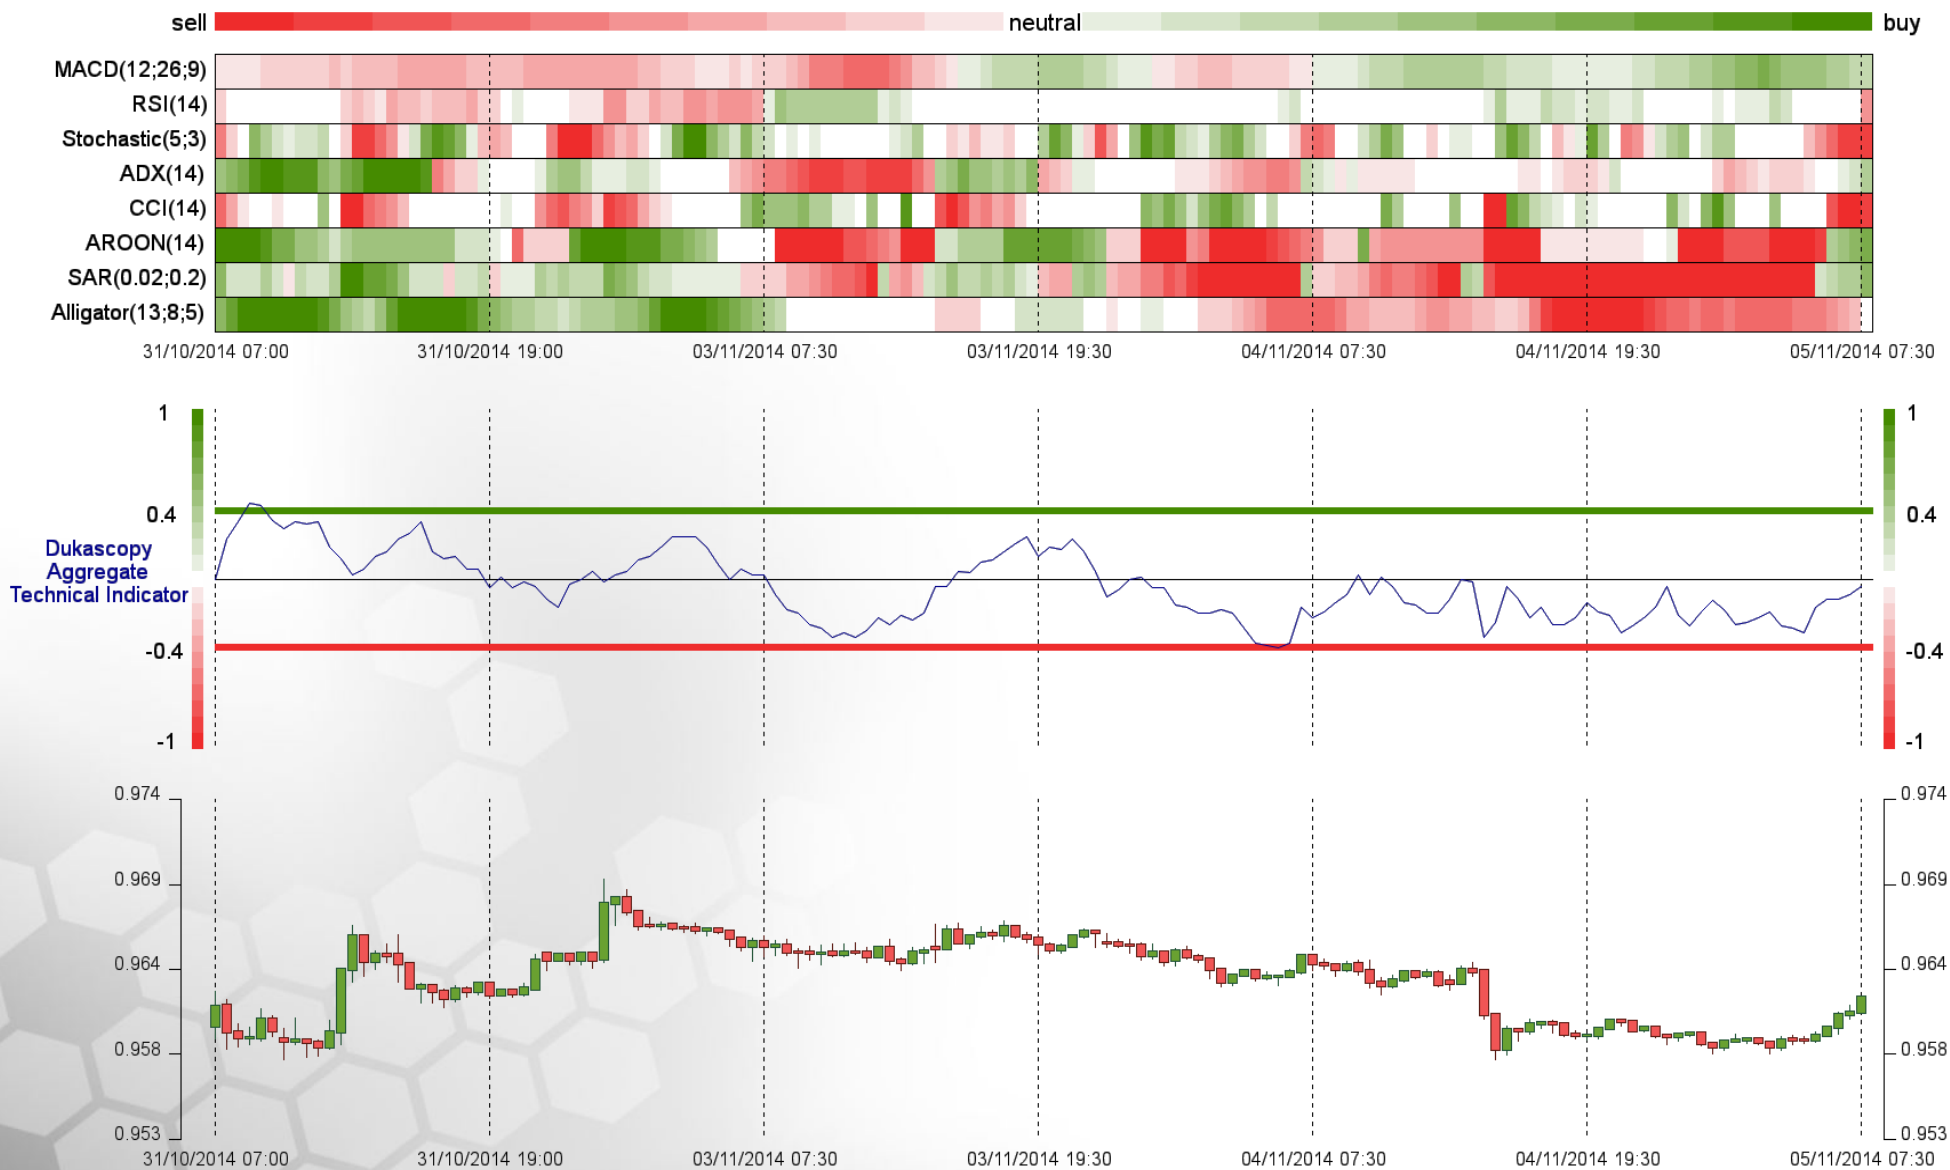 sell neutral buy
MACD(12;26;9)
RSI(14)
Stochastic(5;3)
ADX(14)
CCI(14)
AROON(14)
SAR(0.02;0.2)
Alligator(13;8;5)
31/10/2014 07:00 31/10/2014 19:00 03/11/2014 07:30 03/11/2014 19:30 04/11/2014 07:30 04/11/2014 19:30 05/11/2014 07:30
1 1
0.4 0.4
Dukascopy
Aggregate
Technical Indicator
-0.4 -0.4
-1 -1
0.974 0.974
0.969 0.969
0.964 0.964
0.958 0.958
0.953 0.953
31/10/2014 07:00 31/10/2014 19:00 03/11/2014 07:30 03/11/2014 19:30 04/11/2014 07:30 04/11/2014 19:30 05/11/2014 07:30